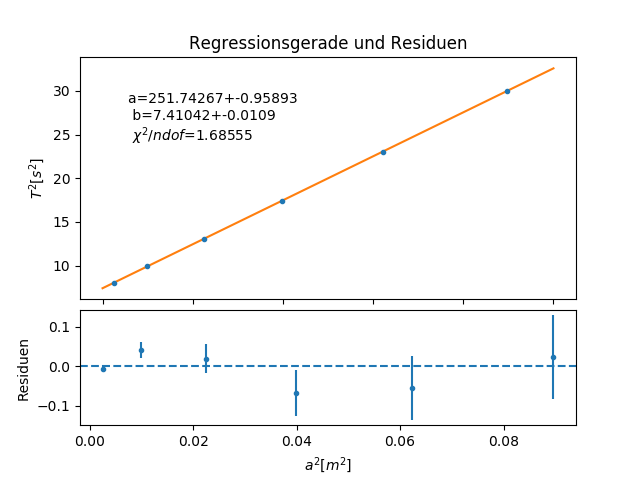 Regressionsgerade und Residuen
30
25
20
15
10
T²[s²]
a=251.74267+-0.95893
b=7.41042+-0.0109
χ²/ndof=1.68555
0.1
0.0
−0.1
Residuen
0.00 0.02 0.04 0.06 0.08
a²[m²]